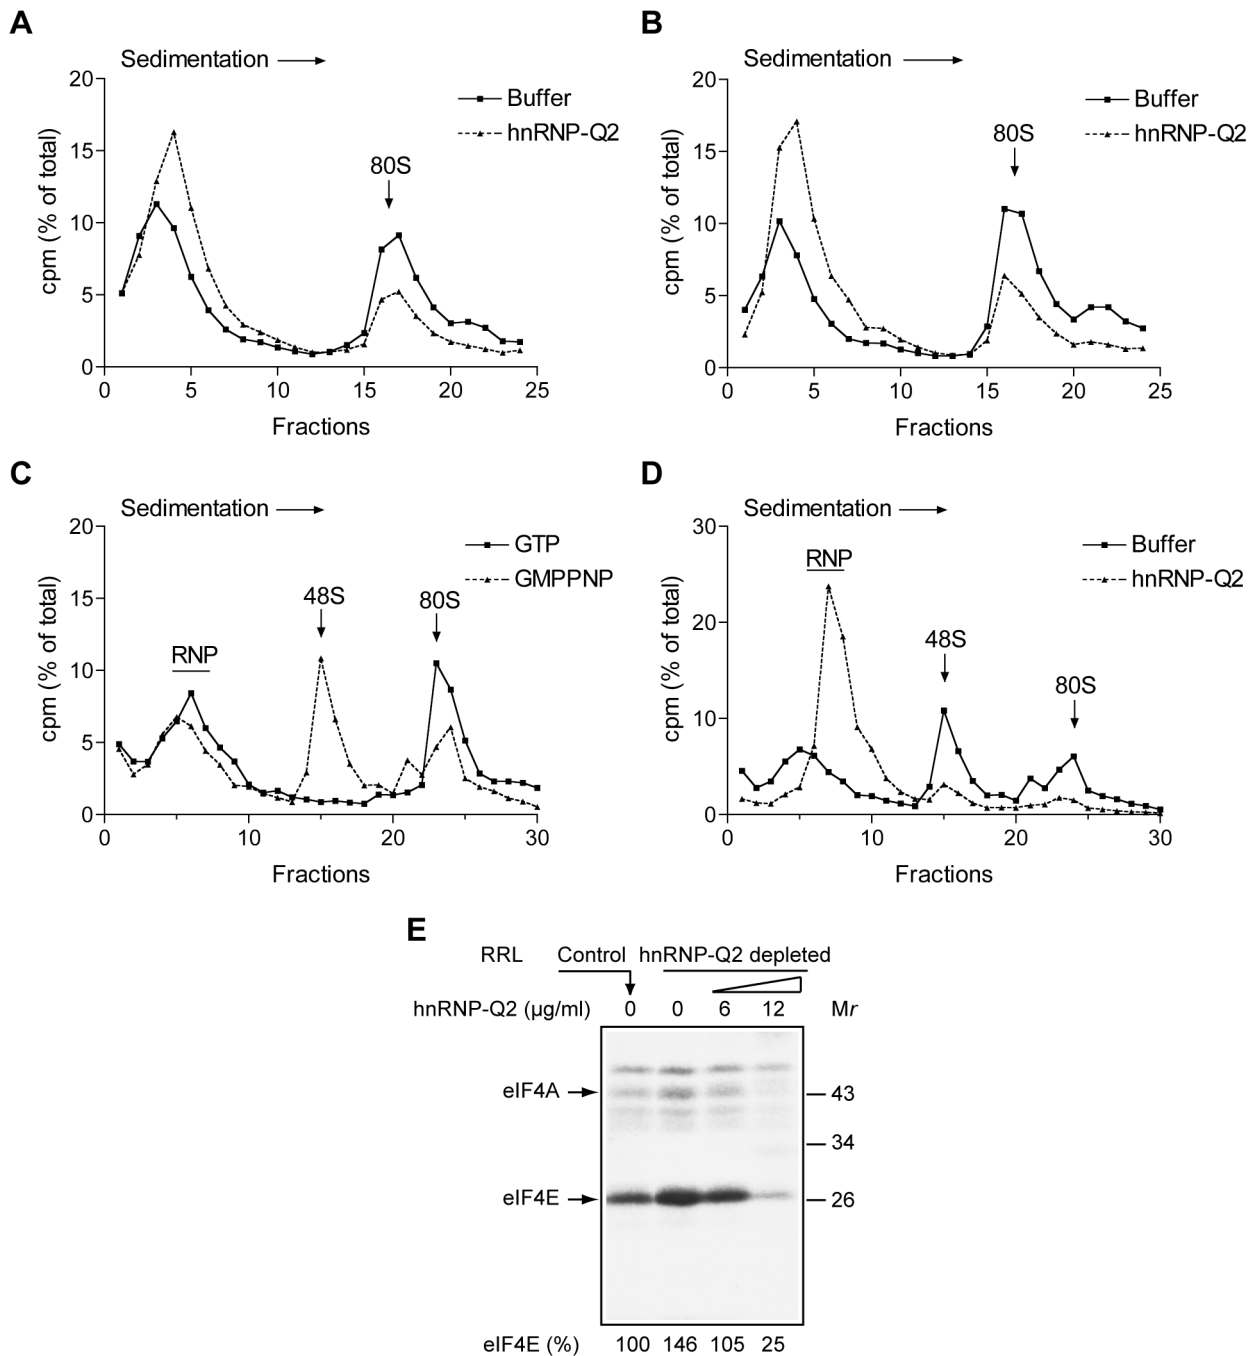 A
Sedimentation
Buffer
hnRNP-Q2
80S
cpm (% of total)
20
15
10
5
0
0 5 10 15 20 25
Fractions
B
Sedimentation
Buffer
hnRNP-Q2
80S
cpm (% of total)
20
15
10
5
0
0 5 10 15 20 25
Fractions
C
Sedimentation
GTP
GMPPNP
RNP
48S
80S
cpm (% of total)
20
15
10
5
0
0 10 20 30
Fractions
D
Sedimentation
Buffer
hnRNP-Q2
RNP
48S
80S
cpm (% of total)
30
20
10
0
0 10 20 30
Fractions
E
RRL Control hnRNP-Q2 depleted
hnRNP-Q2 (µg/ml) 0 0 6 12 Mr
eIF4A 43
34
eIF4E 26
eIF4E (%) 100 146 105 25